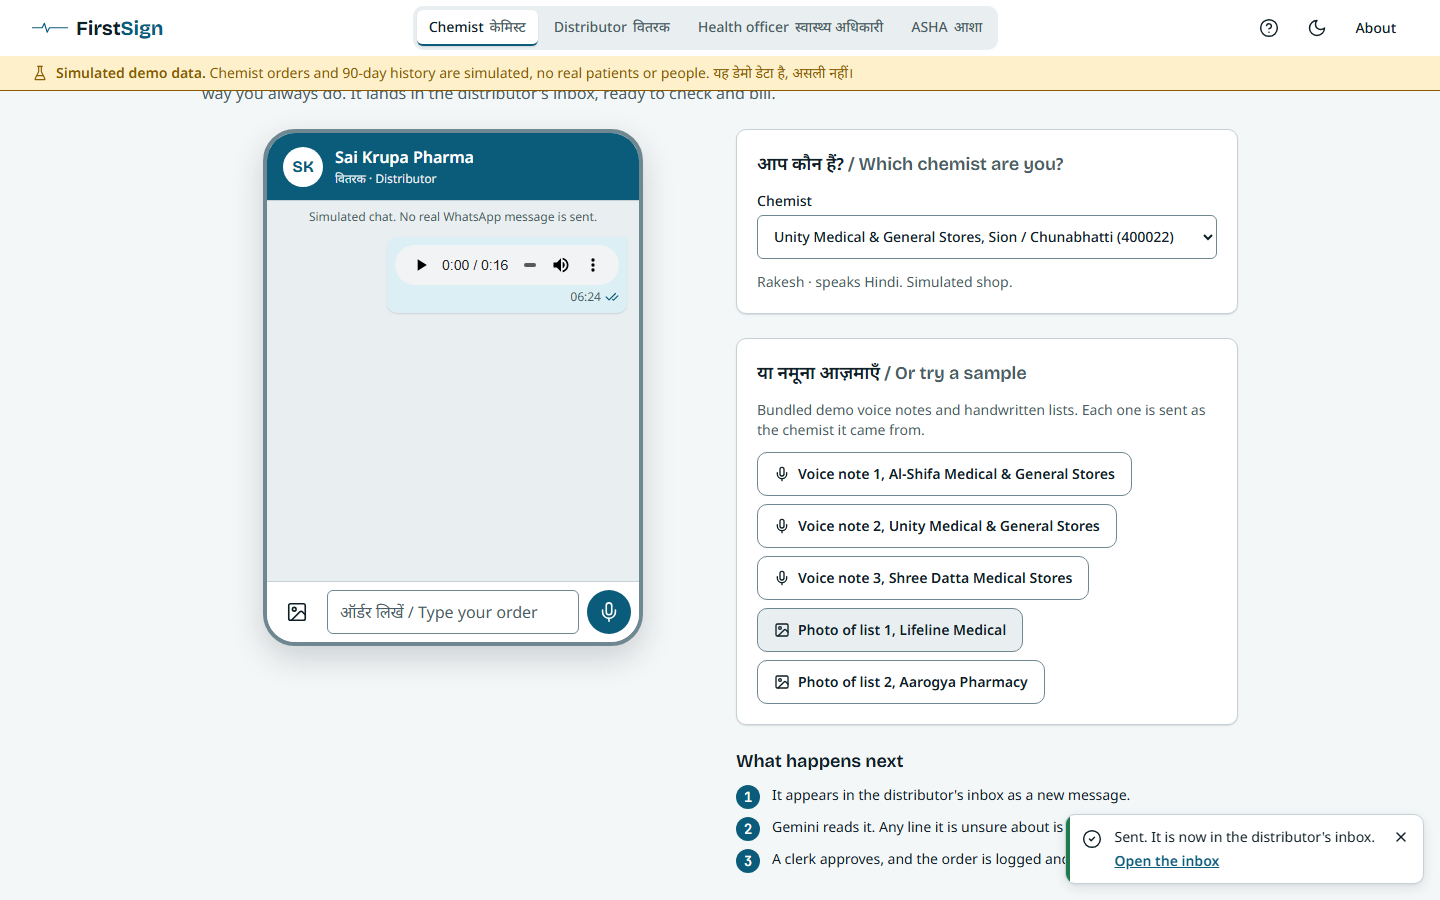 FirstSign
Chemist केमिस्ट
Distributor वितरक
Health officer स्वास्थ्य अधिकारी
ASHA आशा
About
Simulated demo data. Chemist orders and 90-day history are simulated, no real patients or people. यह डेमो डेटा है, असली नहीं।
way you always do. It lands in the distributor's inbox, ready to check and bill.
SK
Sai Krupa Pharma
वितरक · Distributor
Simulated chat. No real WhatsApp message is sent.
0:00 / 0:16
06:24
ऑर्डर लिखें / Type your order
आप कौन हैं? / Which chemist are you?
Chemist
Unity Medical & General Stores, Sion / Chunabhatti (400022)
Rakesh · speaks Hindi. Simulated shop.
या नमूना आज़माएँ / Or try a sample
Bundled demo voice notes and handwritten lists. Each one is sent as
the chemist it came from.
Voice note 1, Al-Shifa Medical & General Stores
Voice note 2, Unity Medical & General Stores
Voice note 3, Shree Datta Medical Stores
Photo of list 1, Lifeline Medical
Photo of list 2, Aarogya Pharmacy
What happens next
1 It appears in the distributor's inbox as a new message.
2 Gemini reads it. Any line it is unsure about is
3 A clerk approves, and the order is logged and
Sent. It is now in the distributor's inbox.
Open the inbox